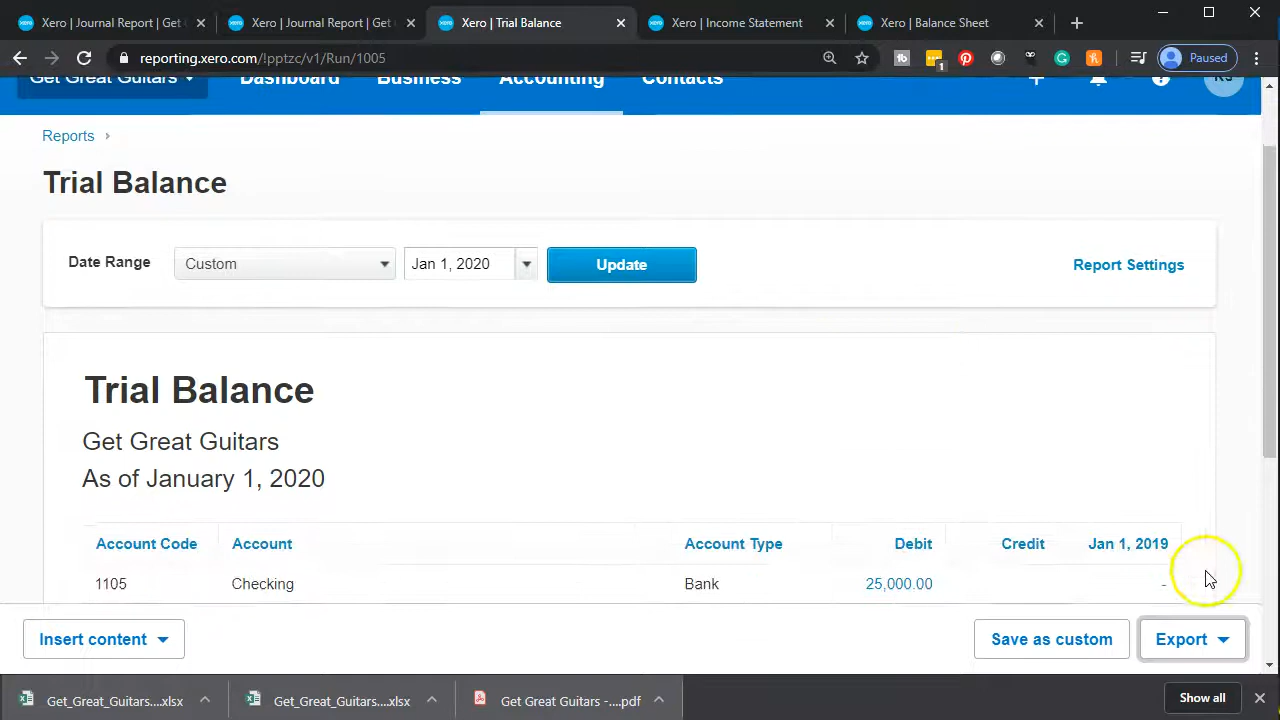 Xero | Journal Report | Get
Xero | Journal Report | Get
Xero | Trial Balance
Xero | Income Statement
Xero | Balance Sheet
reporting.xero.com/!pptzc/v1/Run/1005
1
Paused
Get Great Guitars
Dashboard
Business
Accounting
Contacts
Reports
Trial Balance
Date Range
Custom
Jan 1, 2020
Update
Report Settings
Trial Balance
Get Great Guitars
As of January 1, 2020
Account Code Account Account Type Debit Credit Jan 1, 2019
1105 Checking Bank 25,000.00 -
Insert content
Save as custom
Export
Get_Great_Guitars....xlsx
Get_Great_Guitars....xlsx
Get Great Guitars -....pdf
Show all